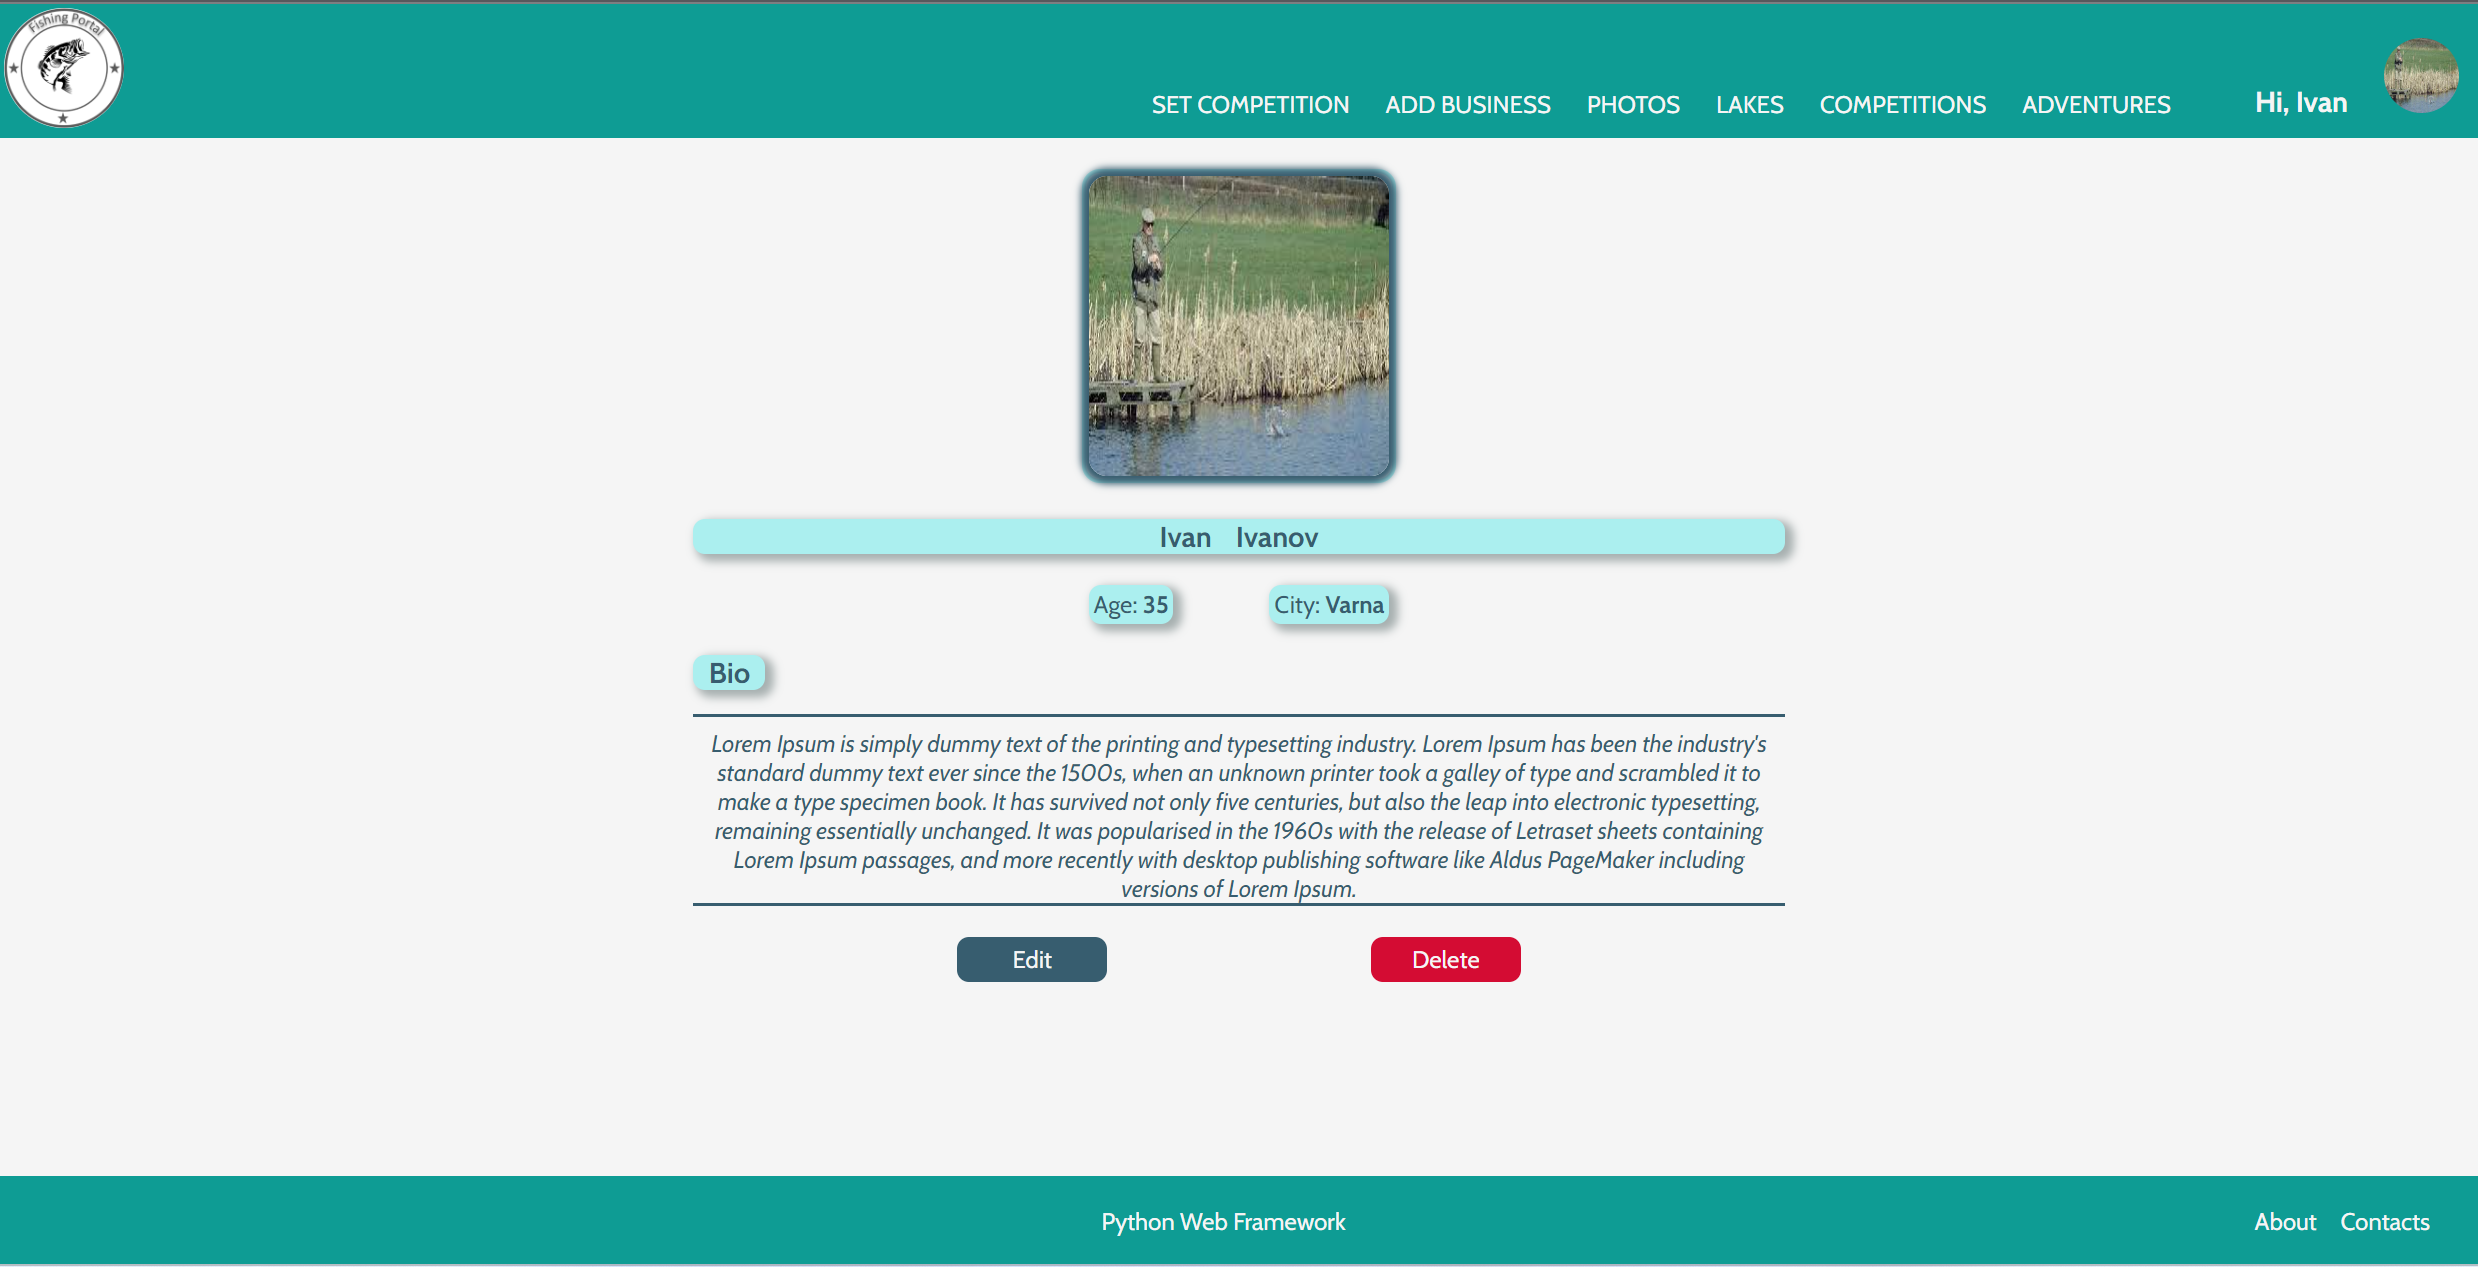 Fishing Portal
SET COMPETITION ADD BUSINESS PHOTOS LAKES COMPETITIONS ADVENTURES Hi, Ivan
Ivan Ivanov
Age: 35 City: Varna
Bio
Lorem Ipsum is simply dummy text of the printing and typesetting industry. Lorem Ipsum has been the industry's
standard dummy text ever since the 1500s, when an unknown printer took a galley of type and scrambled it to
make a type specimen book. It has survived not only five centuries, but also the leap into electronic typesetting,
remaining essentially unchanged. It was popularised in the 1960s with the release of Letraset sheets containing
Lorem Ipsum passages, and more recently with desktop publishing software like Aldus PageMaker including
versions of Lorem Ipsum.
Edit Delete
Python Web Framework About Contacts